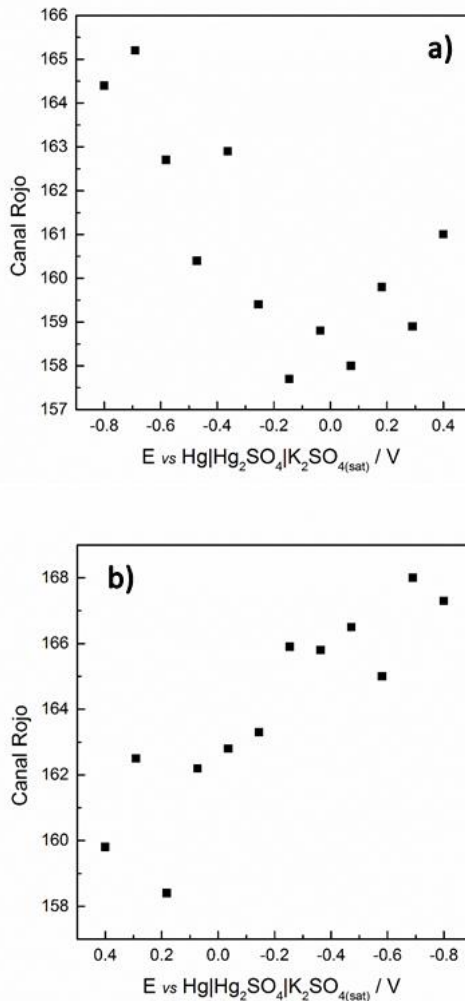 166
165
164
163
162
161
160
159
158
157
Canal Rojo
a)
-0.8 -0.6 -0.4 -0.2 0.0 0.2 0.4
E vs Hg|Hg₂SO₄|K₂SO₄₍sat₎ / V
168
166
164
162
160
158
Canal Rojo
b)
0.4 0.2 0.0 -0.2 -0.4 -0.6 -0.8
E vs Hg|Hg₂SO₄|K₂SO₄₍sat₎ / V